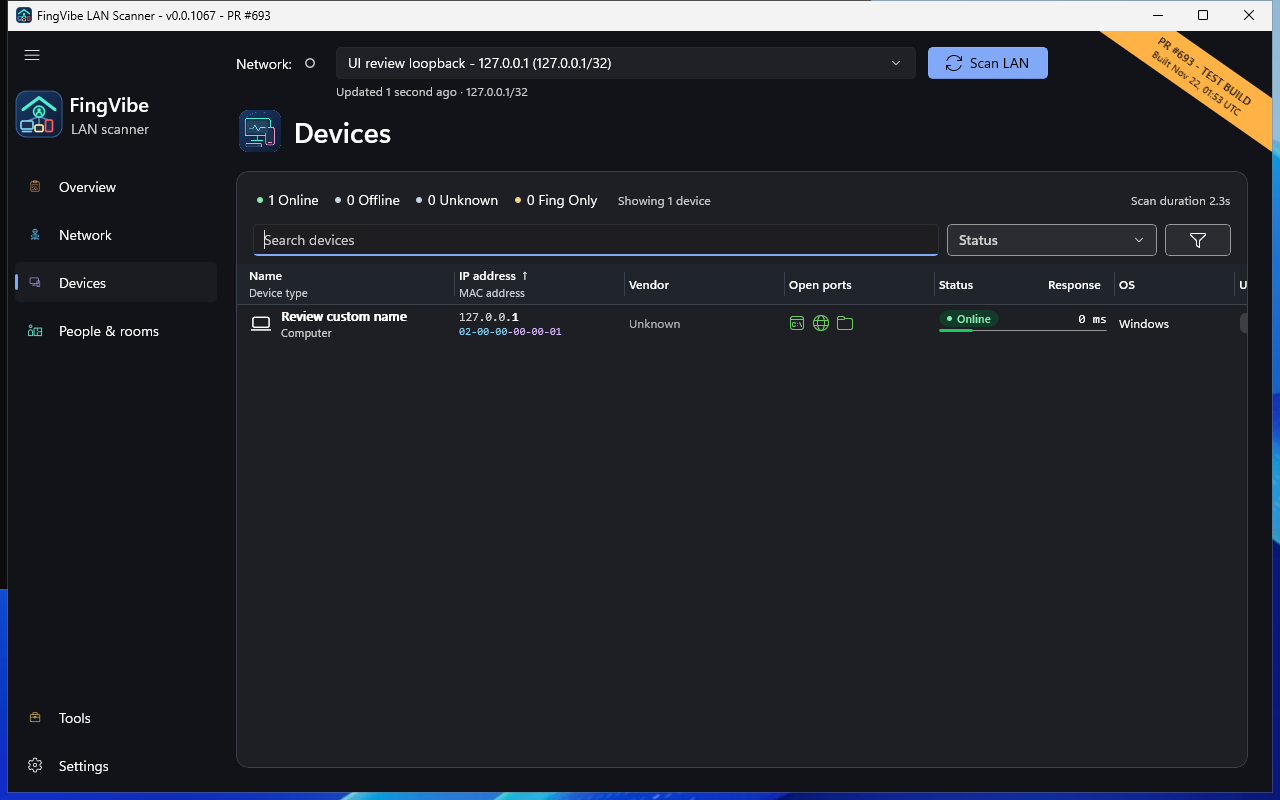 FingVibe LAN Scanner - v0.0.1067 - PR #693
PR #693 - TEST BUILD
Built Nov 22, 01:53 UTC
Network:
UI review loopback - 127.0.0.1 (127.0.0.1/32)
Scan LAN
Updated 1 second ago · 127.0.0.1/32
FingVibe
LAN scanner
Devices
Overview
Network
Devices
People & rooms
Tools
Settings
1 Online
0 Offline
0 Unknown
0 Fing Only
Showing 1 device
Scan duration 2.3s
Search devices
Status
Name
Device type
IP address ↑
MAC address
Vendor
Open ports
Status
Response
OS
U
Review custom name
Computer
127.0.0.1
02-00-00-00-00-01
Unknown
C:\
Online
0 ms
Windows